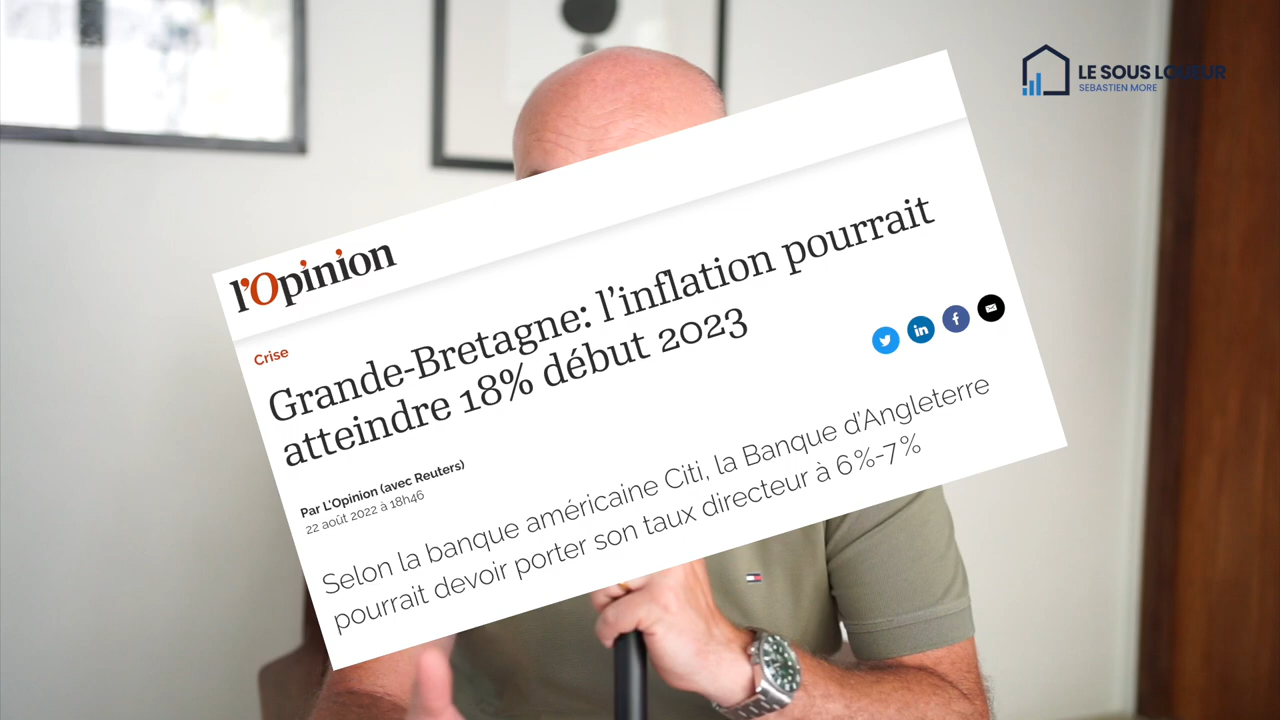 LE SOUS LOUEUR
SEBASTIEN MORE
l'Opinion
Crise
Grande-Bretagne: l'inflation pourrait
atteindre 18% début 2023
Par L'Opinion (avec Reuters)
22 août 2022 à 18h46
Selon la banque américaine Citi, la Banque d'Angleterre
pourrait devoir porter son taux directeur à 6%-7%